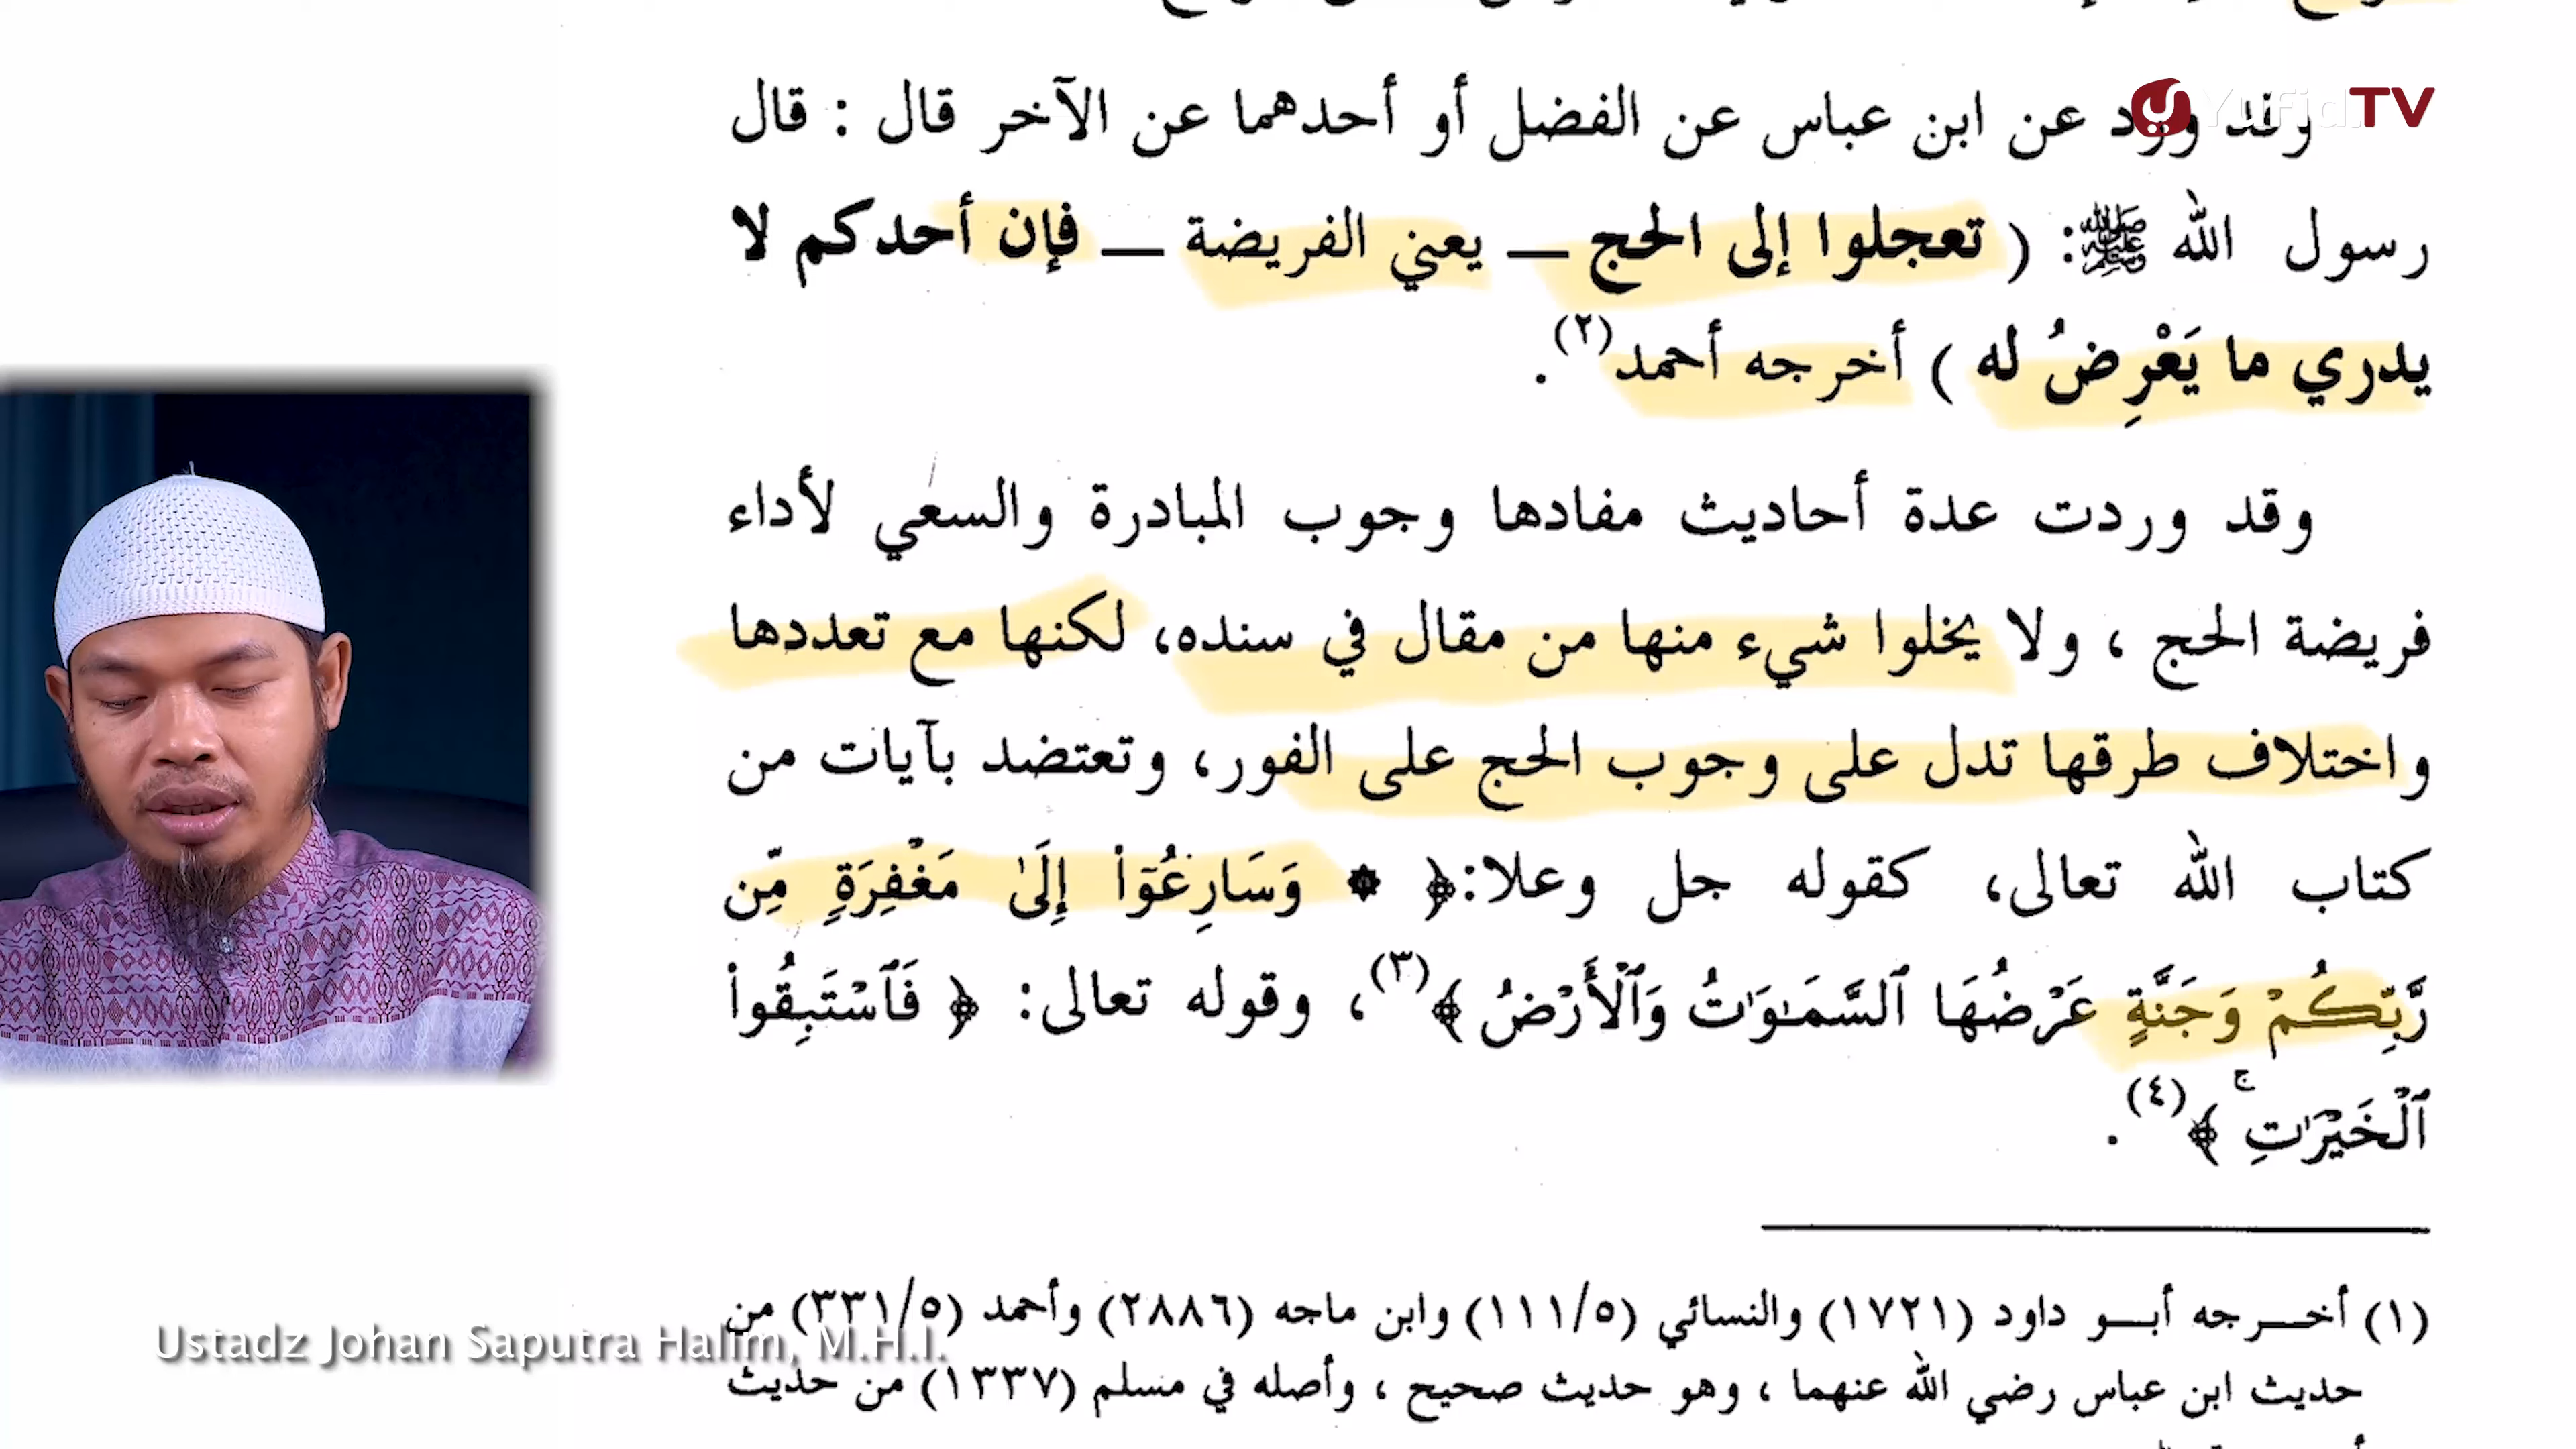 Yufid.TV
وقد ورد عن ابن عباس عن الفضل أو أحدهما عن الآخر قال : قال
رسول الله ﷺ: ( تعجلوا إلى الحج — يعني الفريضة — فإن أحدكم لا
يدري ما يَعْرِضُ له ) أخرجه أحمد(٢).
وقد وردت عدة أحاديث مفادها وجوب المبادرة والسعي لأداء
فريضة الحج ، ولا يخلوا شيء منها من مقال في سنده، لكنها مع تعددها
واختلاف طرقها تدل على وجوب الحج على الفور، وتعتضد بآيات من
كتاب الله تعالى، كقوله جل وعلا:﴿ ۞ وَسَارِعُوٓا۟ إِلَىٰ مَغْفِرَةٍ مِّن
رَّبِّكُمْ وَجَنَّةٍ عَرْضُهَا ٱلسَّمَـٰوَٰتُ وَٱلْأَرْضُ ﴾(٣)، وقوله تعالى: ﴿ فَٱسْتَبِقُوا۟
ٱلْخَيْرَٰتِ ۚ ﴾(٤).
(١) أخـــرجه أبـــو داود (١٧٢١) والنسائي (١١١/٥) وابن ماجه (٢٨٨٦) وأحمد (٣٣١/٥) من
حديث ابن عباس رضي الله عنهما ، وهو حديث صحيح ، وأصله في مسلم (١٣٣٧) من حديث
Ustadz Johan Saputra Halim, M.H.I.